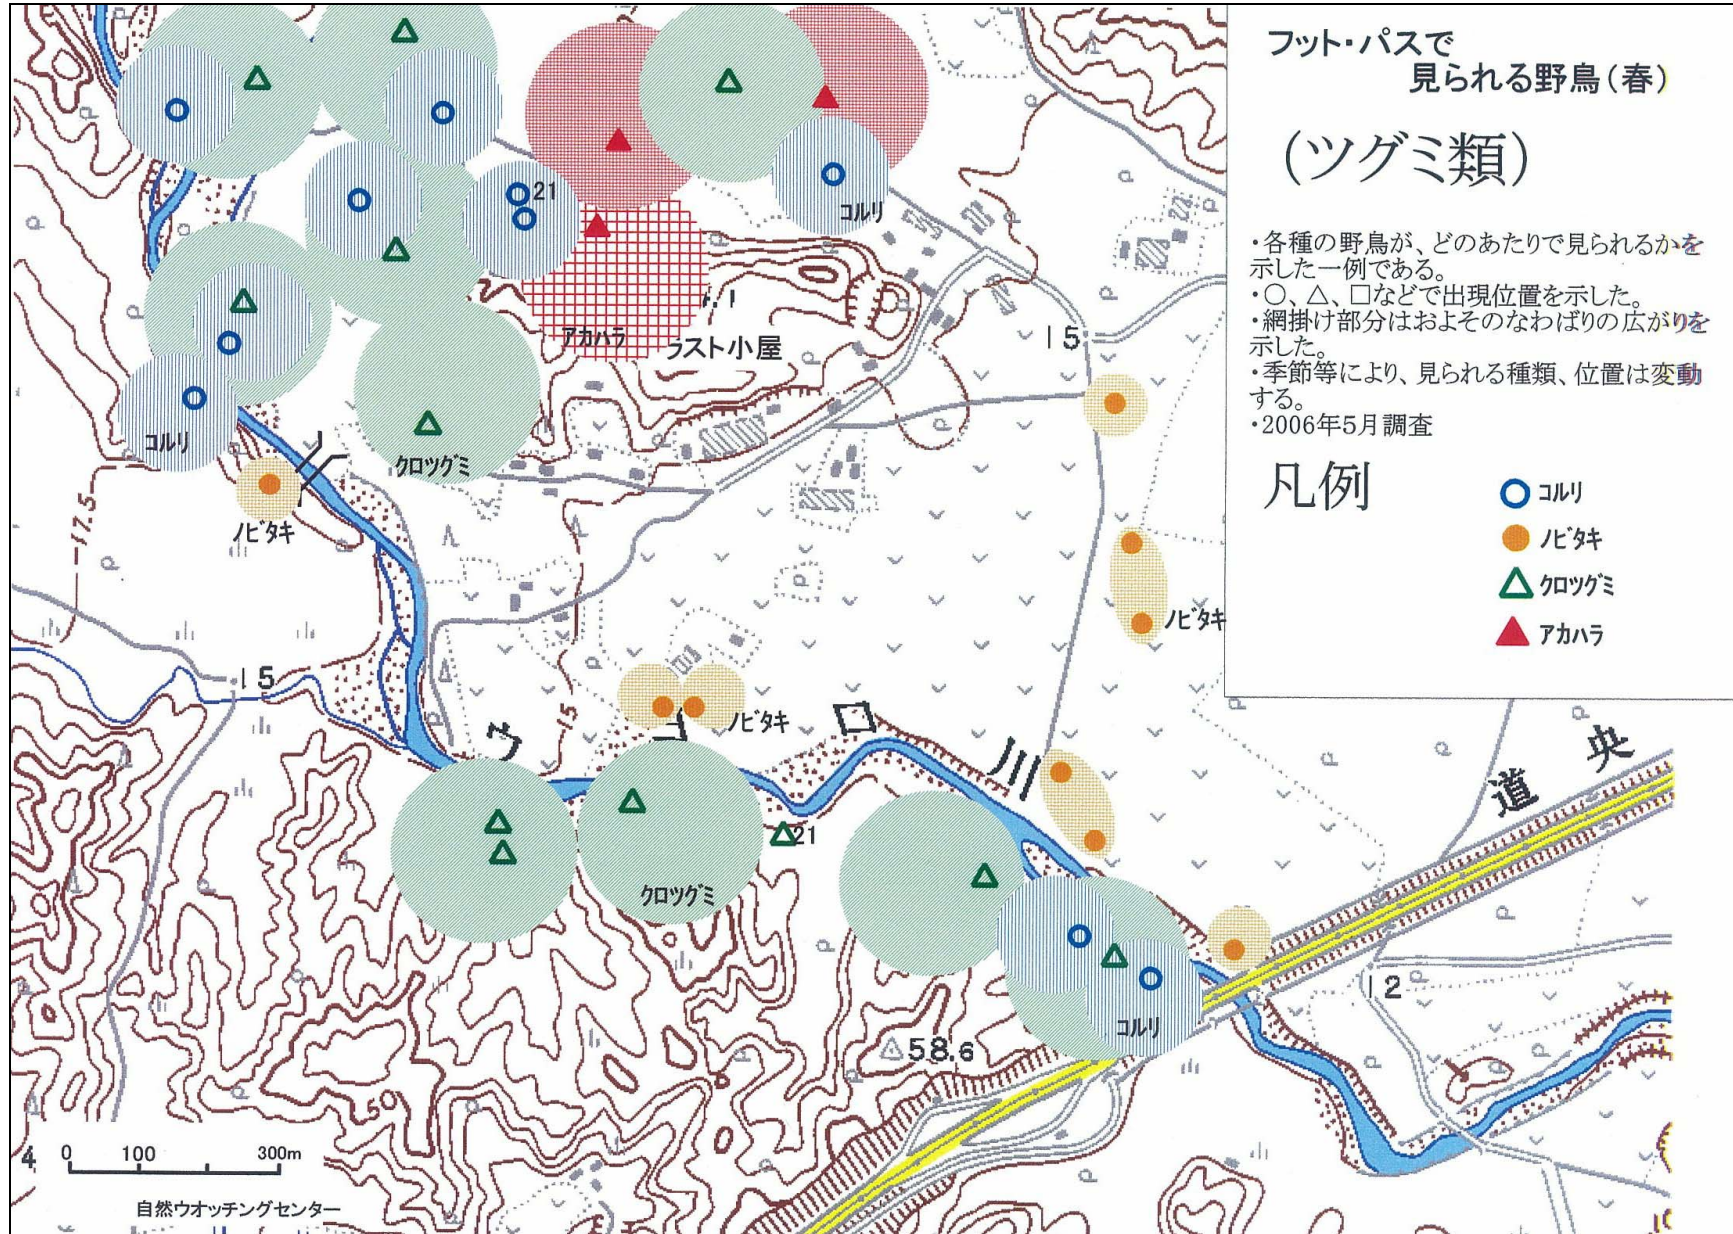 フット・パスで
見られる野鳥(春)
(ツグミ類)
・各種の野鳥が、どのあたりで見られるかを
示した一例である。
・○、△、□などで出現位置を示した。
・網掛け部分はおよそのなわばりの広がりを
示した。
・季節等により、見られる種類、位置は変動
する。
・2006年5月調査
凡例
コルリ
ノビタキ
クロツグミ
アカハラ
21
コルリ
アカハラ
ラスト小屋
15
コルリ
クロツグミ
ノビタキ
17.5
ノビタキ
15
15
ノビタキ
ウ
コ
ロ
川
道
央
21
クロツグミ
12
コルリ
58.6
4
0 100 300m
自然ウオッチングセンター